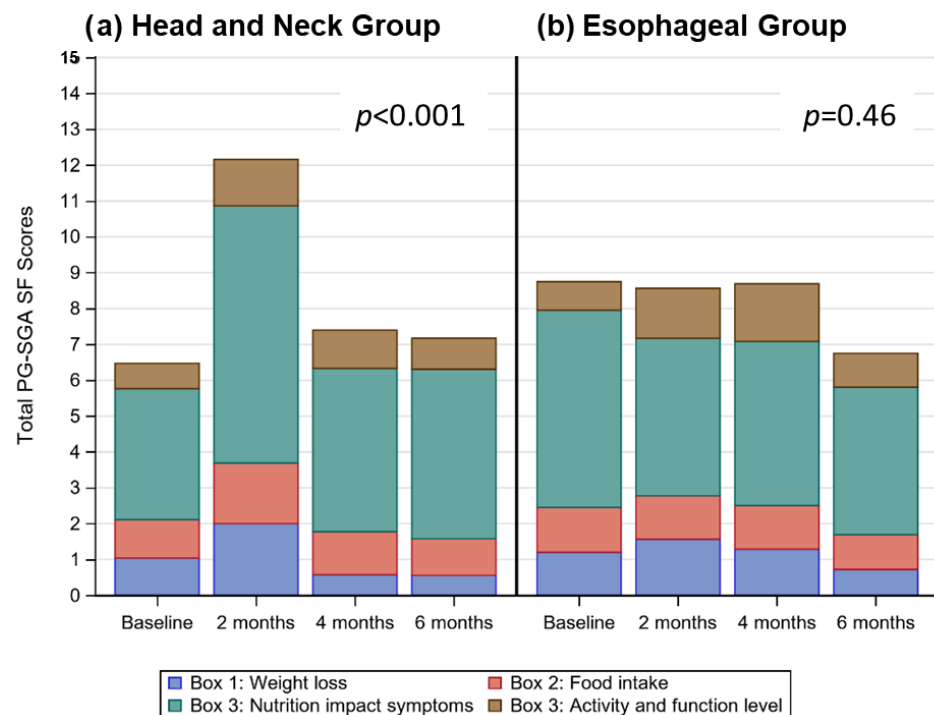 (a) Head and Neck Group
(b) Esophageal Group
p<0.001
p=0.46
Total PG-SGA SF Scores
15
14
13
12
11
10
9
8
7
6
5
4
3
2
1
0
Baseline 2 months 4 months 6 months
Baseline 2 months 4 months 6 months
Box 1: Weight loss
Box 2: Food intake
Box 3: Nutrition impact symptoms
Box 3: Activity and function level